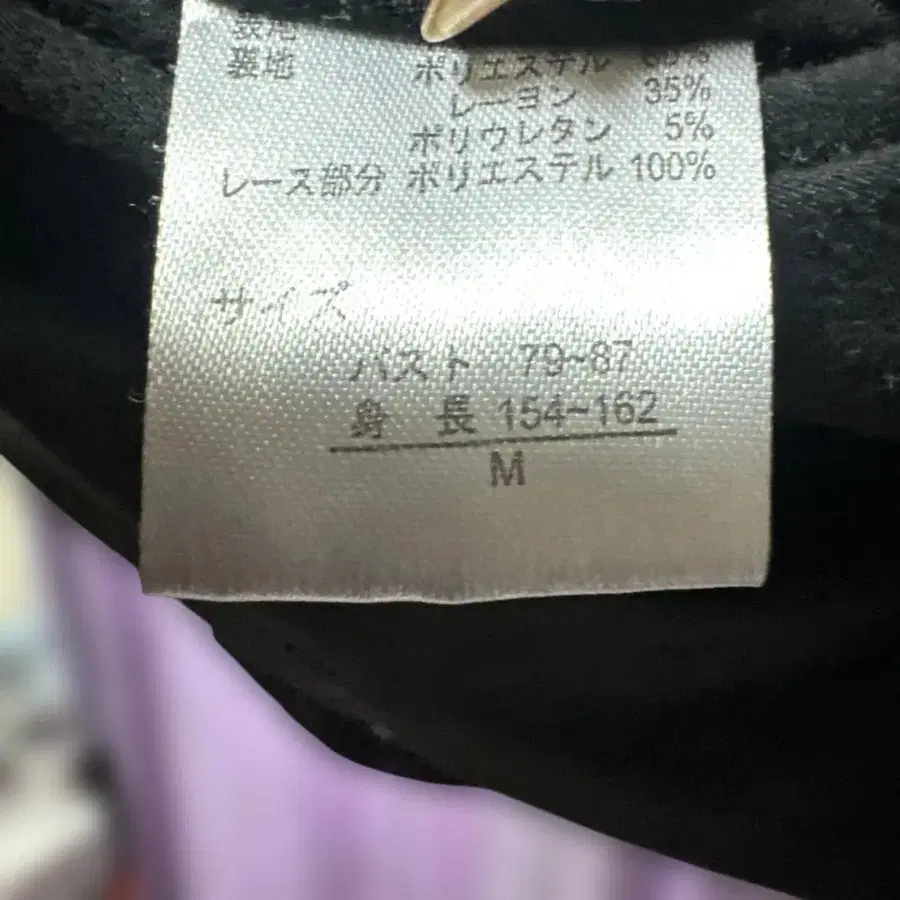 表地
裏地 ポリエステル
レーヨン 35%
ポリウレタン 5%
レース部分 ポリエステル 100%
サイズ
バスト 79~87
身 長 154~162
M